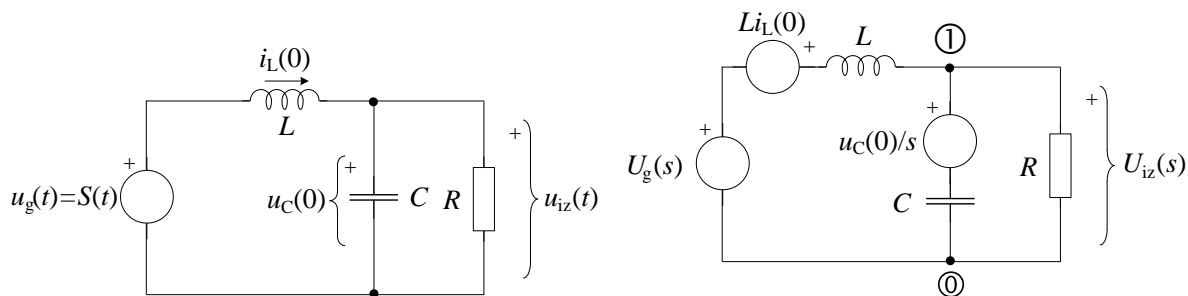 i_L(0)
L
+
u_g(t)=S(t)
+
u_C(0)
C
R
+
u_iz(t)
Li_L(0)
+
L
①
+
U_g(s)
+
u_C(0)/s
C
R
+
U_iz(s)
⓪